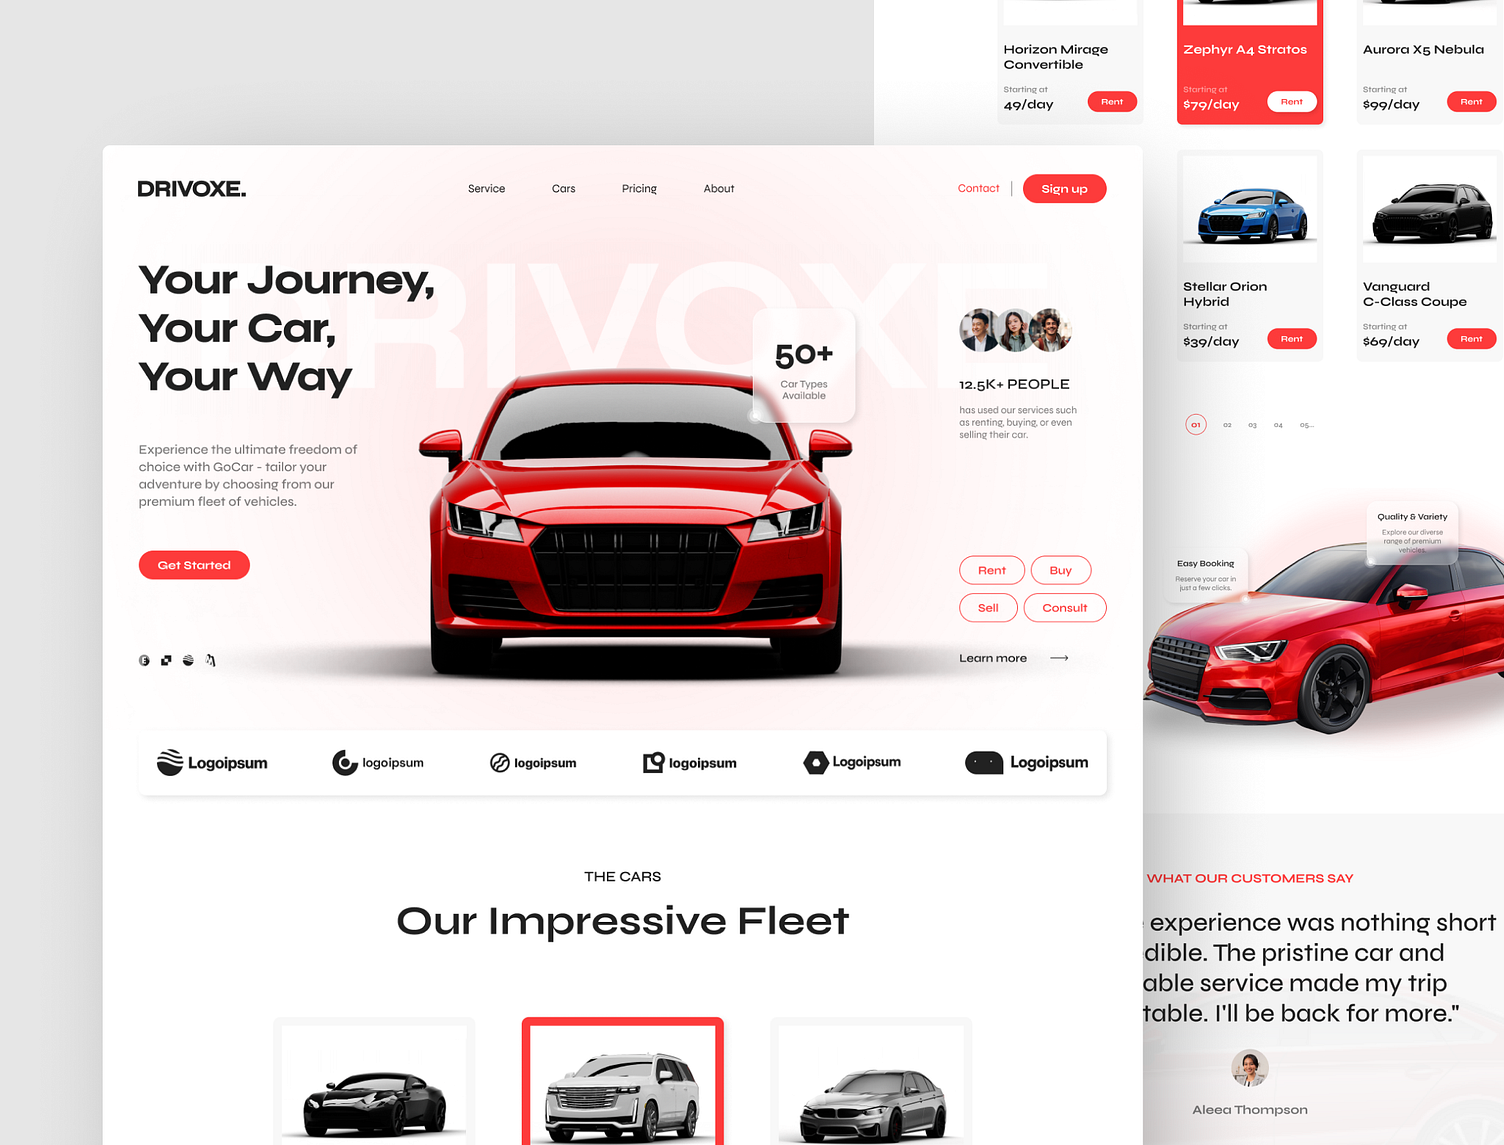 DRIVOXE.
Service
Cars
Pricing
About
Contact
Sign up
DRIVOXE
Your Journey,
Your Car,
Your Way
Experience the ultimate freedom of
choice with GoCar - tailor your
adventure by choosing from our
premium fleet of vehicles.
Get Started
50+
Car Types
Available
12.5K+ PEOPLE
has used our services such
as renting, buying, or even
selling their car.
Rent
Buy
Sell
Consult
Learn more
Logoipsum
logoipsum
logoipsum
logoipsum
Logoipsum
Logoipsum
THE CARS
Our Impressive Fleet
Horizon Mirage
Convertible
Starting at
49/day
Rent
Zephyr A4 Stratos
Starting at
$79/day
Rent
Aurora X5 Nebula
Starting at
$99/day
Rent
Stellar Orion
Hybrid
Starting at
$39/day
Rent
Vanguard
C-Class Coupe
Starting at
$69/day
Rent
01
02
03
04
05...
Quality & Variety
Explore our diverse
range of premium
vehicles.
Easy Booking
Reserve your car in
just a few clicks.
WHAT OUR CUSTOMERS SAY
experience was nothing short
edible. The pristine car and
able service made my trip
table. I'll be back for more."
Aleea Thompson